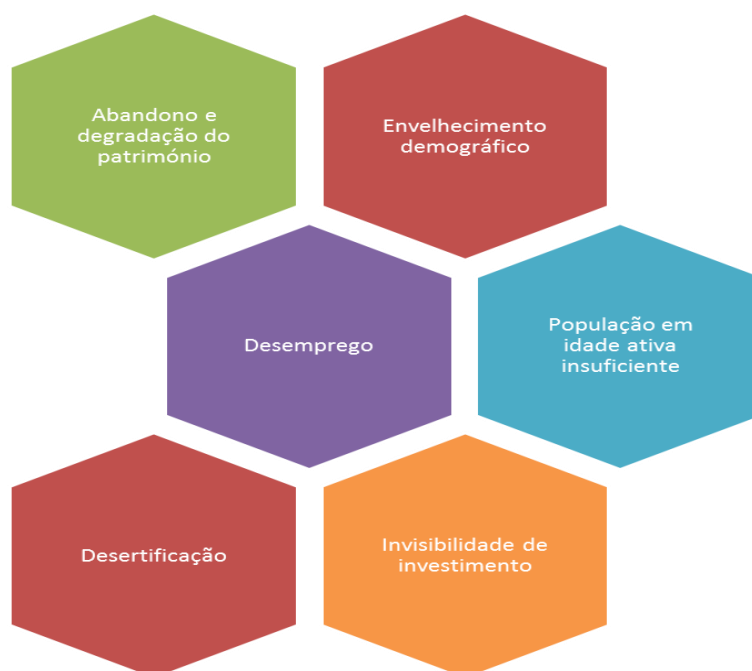 Abandono e
degradação do
património
Envelhecimento
demográfico
Desemprego
População em
idade ativa
insuficiente
Desertificação
Invisibilidade de
investimento